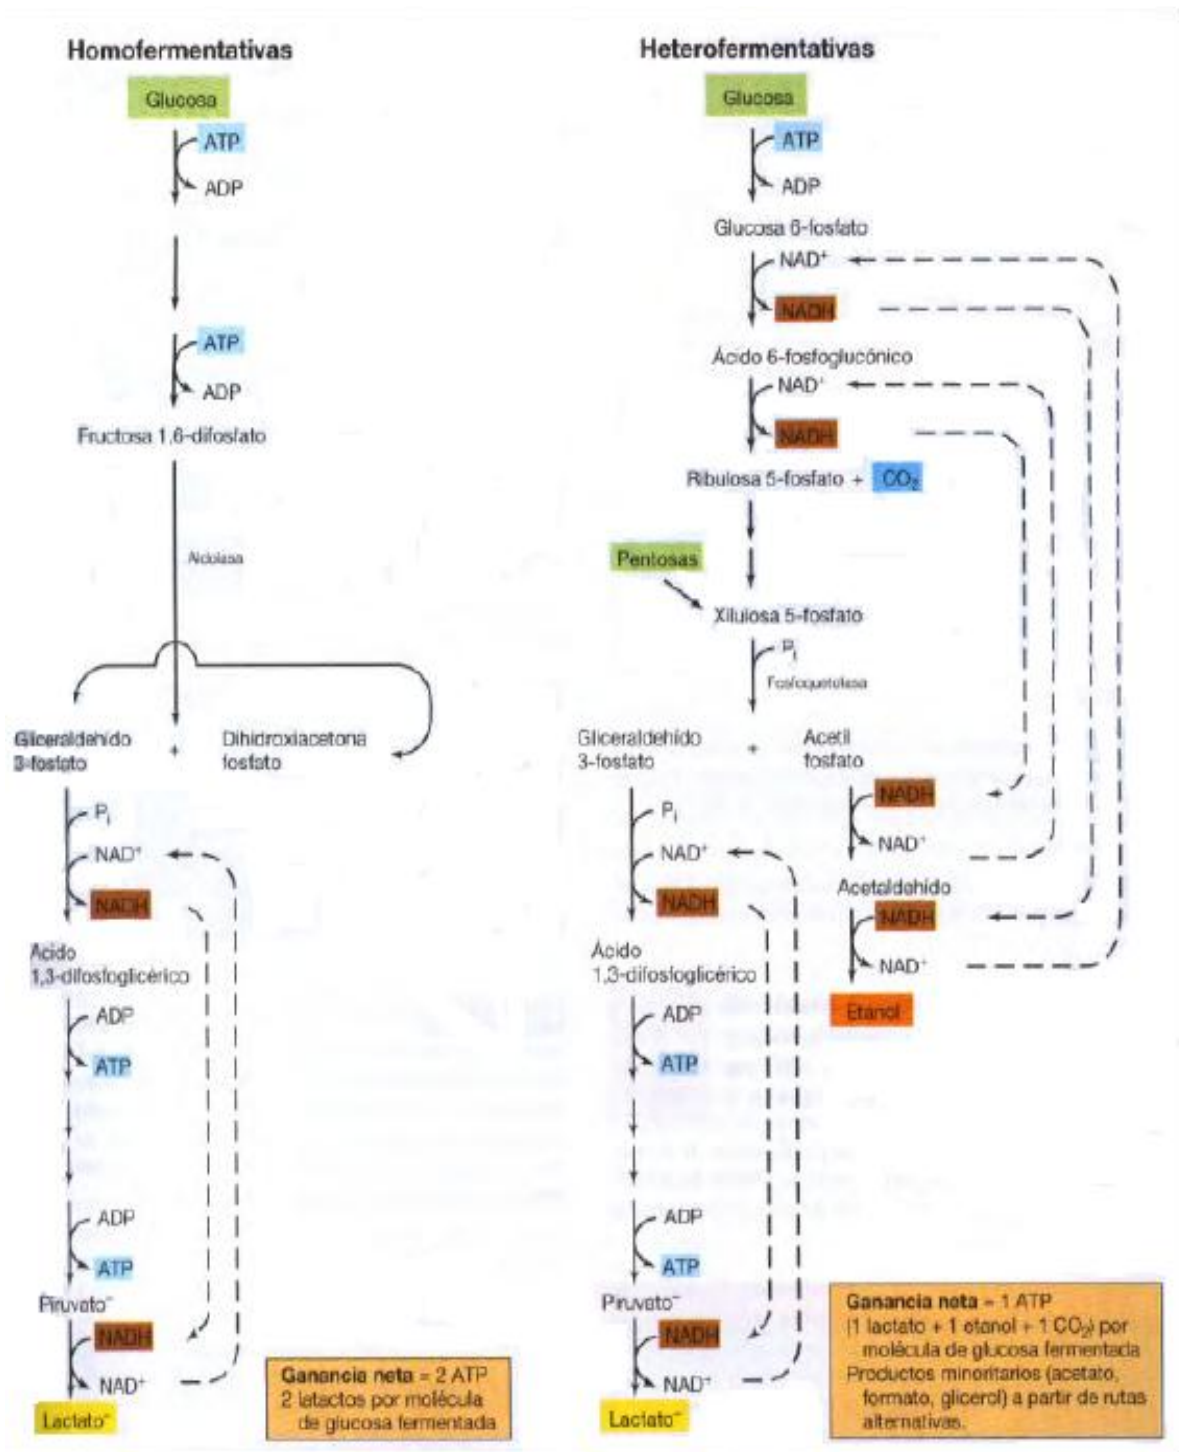 Homofermentativas
Glucosa
ATP
ADP
ATP
ADP
Fructosa 1,6-difosfato
Aldolasa
Gliceraldehído
3-fosfato
+
Dihidroxiacetona
fosfato
Pi
NAD+
NADH
Ácido
1,3-difosfoglicérico
ADP
ATP
ADP
ATP
Piruvato-
NADH
NAD+
Lactato-
Ganancia neta = 2 ATP
2 latactos por molécula
de glucosa fermentada
Heterofermentativas
Glucosa
ATP
ADP
Glucosa 6-fosfato
NAD+
NADH
Ácido 6-fosfoglucónico
NAD+
NADH
Ribulosa 5-fosfato + CO2
Pentosas
Xilulosa 5-fosfato
Pi
Fosfoquetolasa
Gliceraldehído
3-fosfato
+
Acetil
fosfato
NADH
NAD+
Acetaldehído
NADH
NAD+
Etanol
Pi
NAD+
NADH
Ácido
1,3-difosfoglicérico
ADP
ATP
ADP
ATP
Piruvato-
NADH
NAD+
Lactato-
Ganancia neta = 1 ATP
(1 lactato + 1 etanol + 1 CO2) por
molécula de glucosa fermentada
Productos minoritarios (acetato,
formato, glicerol) a partir de rutas
alternativas.